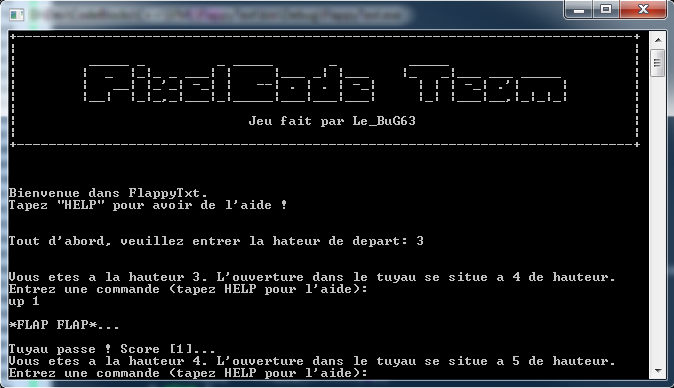 PixelCode Team
Jeu fait par Le_BuG63
Bienvenue dans FlappyTxt.
Tapez "HELP" pour avoir de l'aide !
Tout d'abord, veuillez entrer la hateur de depart: 3
Vous etes a la hauteur 3. L'ouverture dans le tuyau se situe a 4 de hauteur.
Entrez une commande (tapez HELP pour l'aide):
up 1
*FLAP FLAP*...
Tuyau passe ! Score [1]...
Vous etes a la hauteur 4. L'ouverture dans le tuyau se situe a 5 de hauteur.
Entrez une commande (tapez HELP pour l'aide):